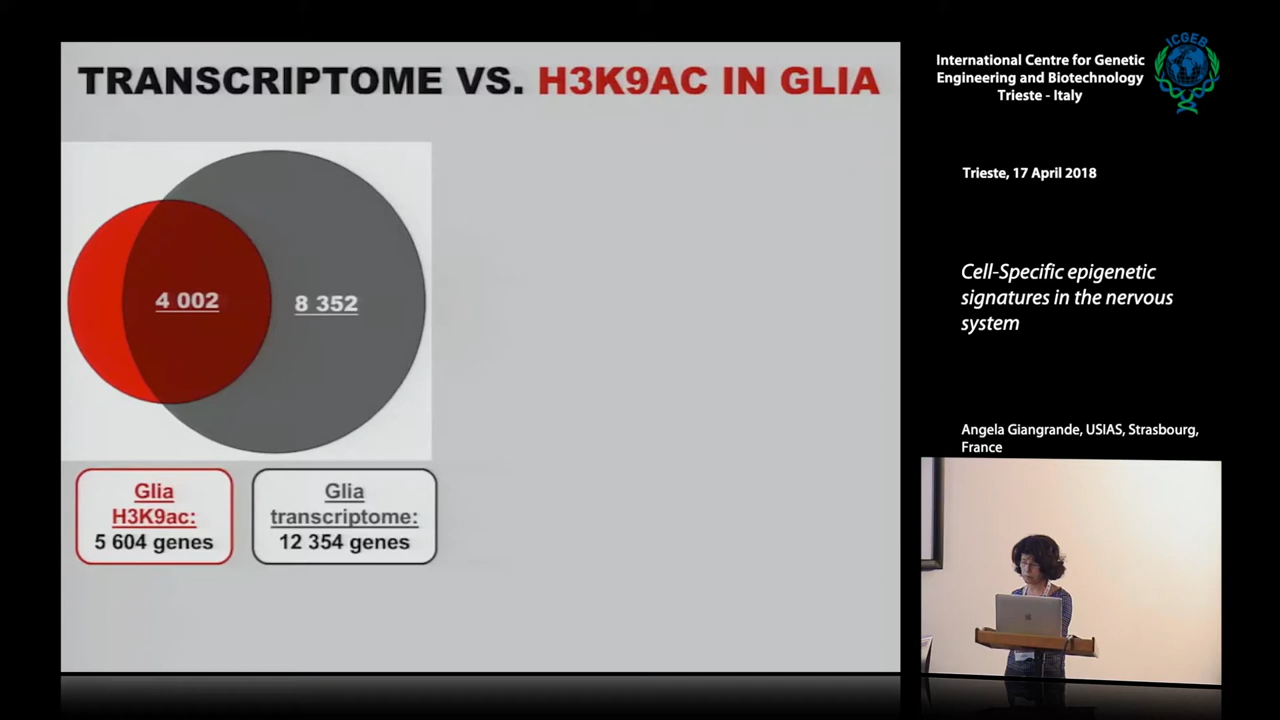 TRANSCRIPTOME VS. H3K9AC IN GLIA
4 002
8 352
Glia
H3K9ac:
5 604 genes
Glia
transcriptome:
12 354 genes
ICGEB
International Centre for Genetic
Engineering and Biotechnology
Trieste - Italy
Trieste, 17 April 2018
Cell-Specific epigenetic
signatures in the nervous
system
Angela Giangrande, USIAS, Strasbourg,
France